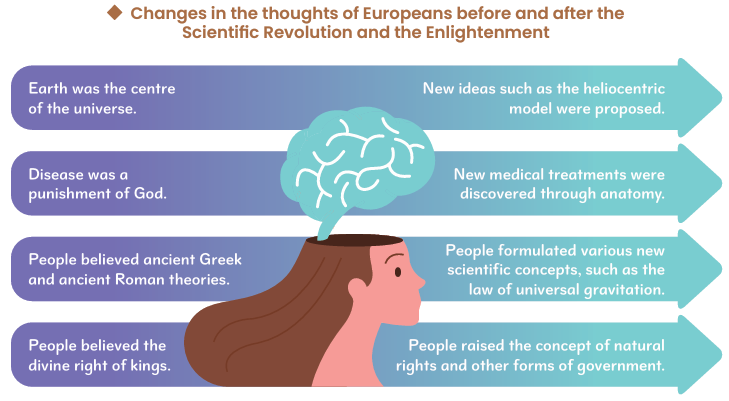 ◆ Changes in the thoughts of Europeans before and after the
Scientific Revolution and the Enlightenment
Earth was the centre
of the universe.
New ideas such as the heliocentric
model were proposed.
Disease was a
punishment of God.
New medical treatments were
discovered through anatomy.
People believed ancient Greek
and ancient Roman theories.
People formulated various new
scientific concepts, such as the
law of universal gravitation.
People believed the
divine right of kings.
People raised the concept of natural
rights and other forms of government.